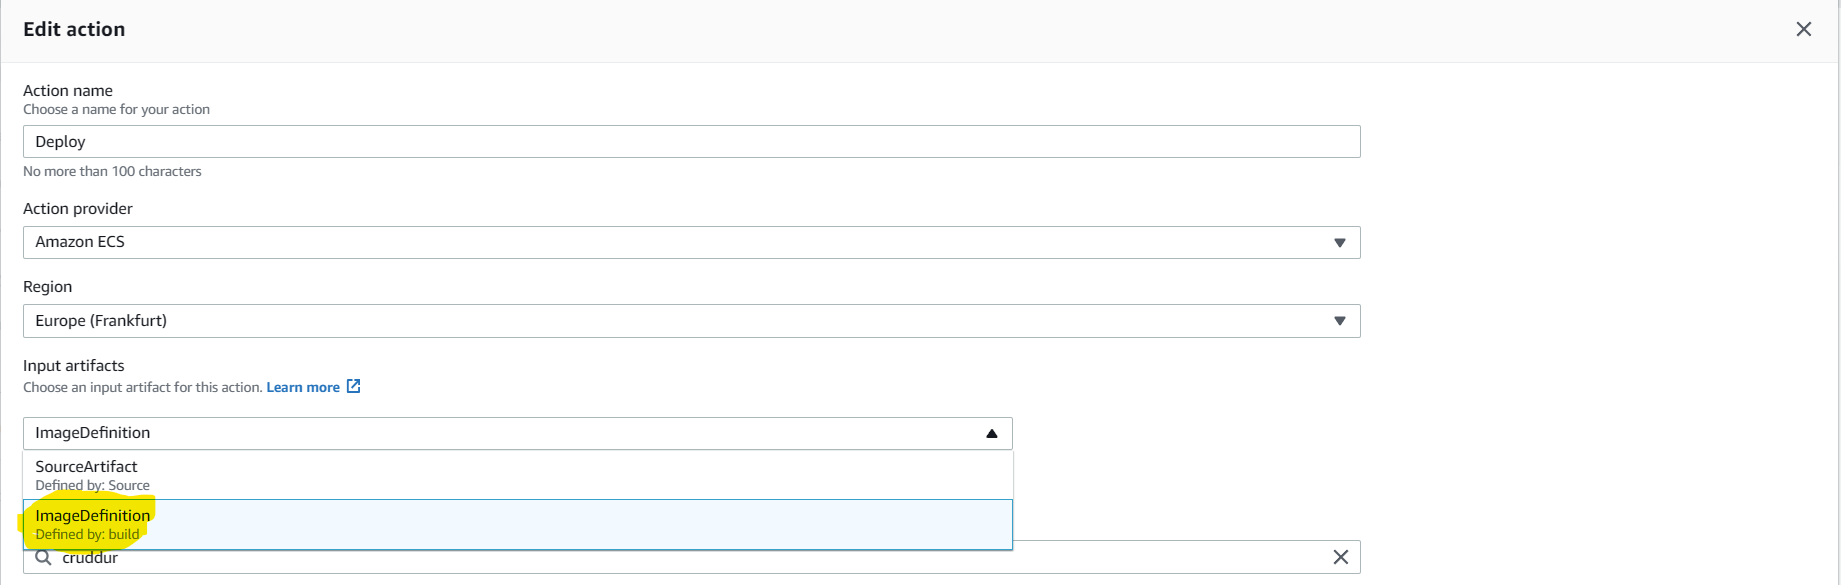 Edit action
Action name
Choose a name for your action
Deploy
No more than 100 characters
Action provider
Amazon ECS
Region
Europe (Frankfurt)
Input artifacts
Choose an input artifact for this action. Learn more
ImageDefinition
SourceArtifact
Defined by: Source
ImageDefinition
Defined by: build
cruddur